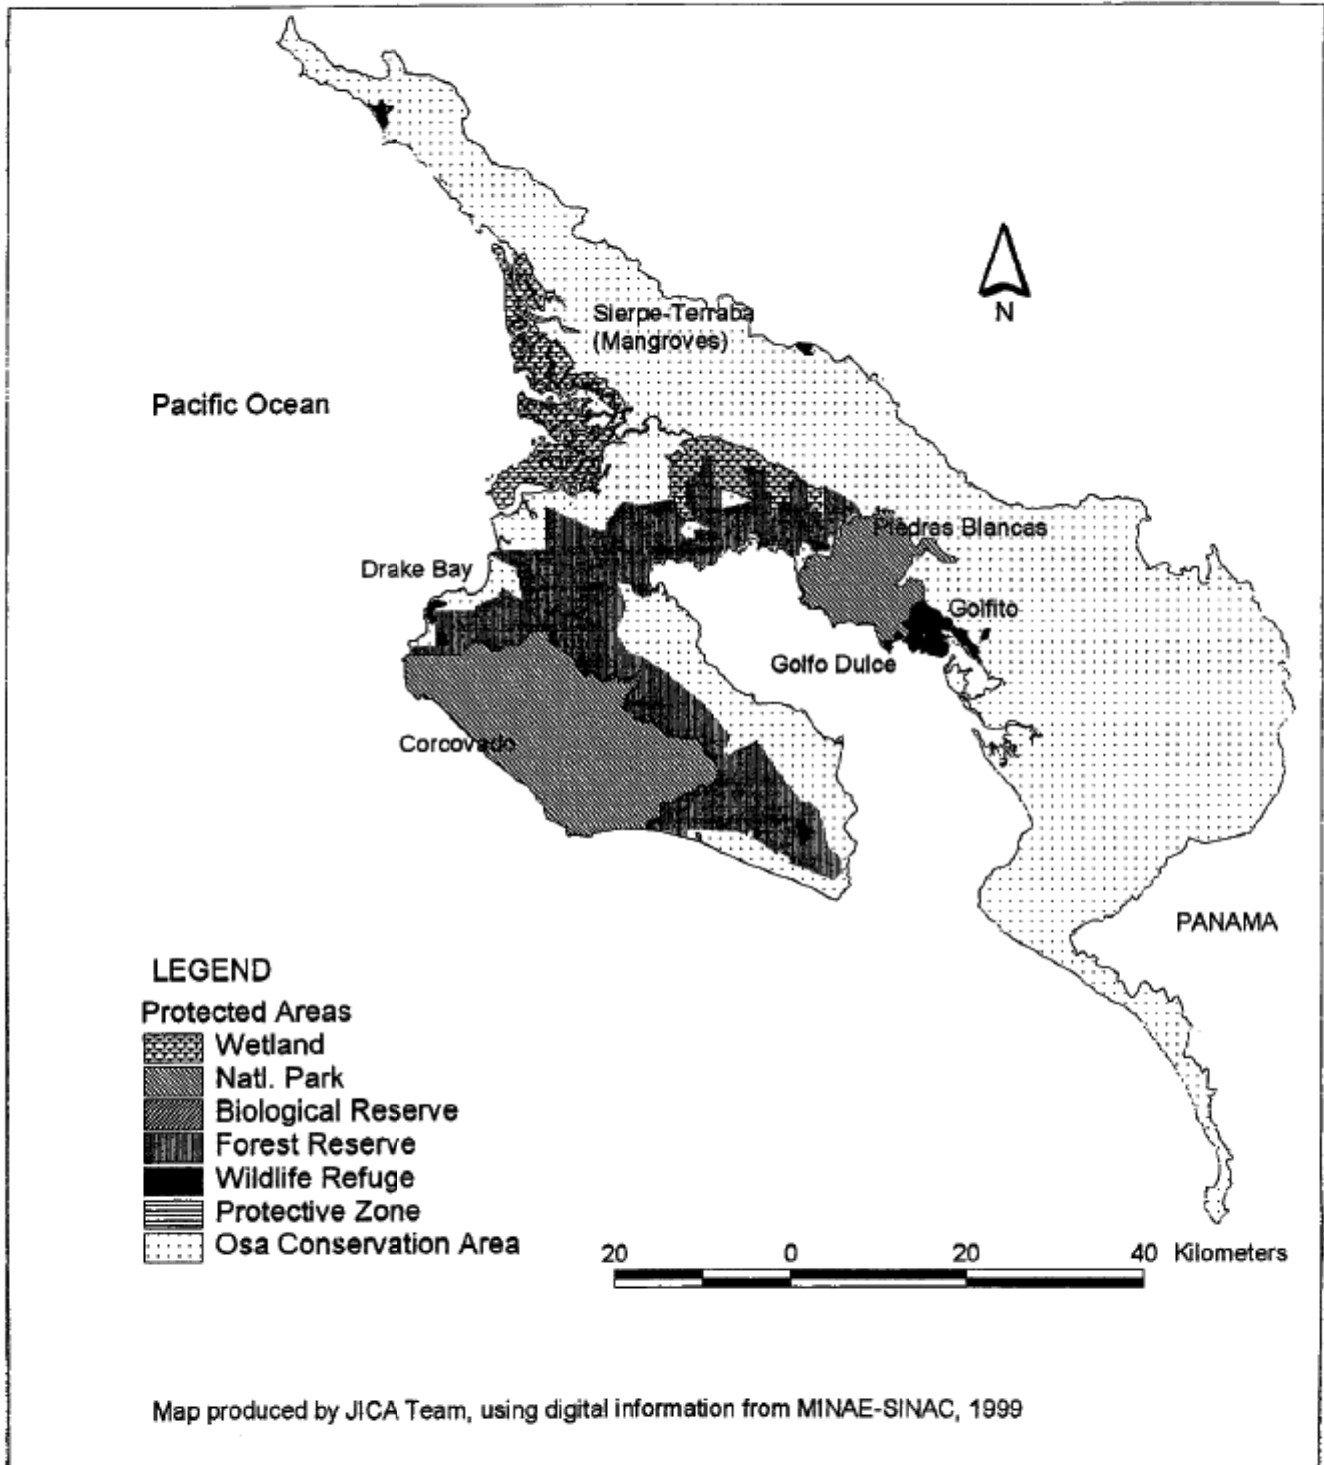 N
Sierpe-Terraba
(Mangroves)
Pacific Ocean
Piedras Blancas
Drake Bay
Golfito
Golfo Dulce
Corcovado
PANAMA
LEGEND
Protected Areas
Wetland
Natl. Park
Biological Reserve
Forest Reserve
Wildlife Refuge
Protective Zone
Osa Conservation Area
20 0 20 40 Kilometers
Map produced by JICA Team, using digital information from MINAE-SINAC, 1999